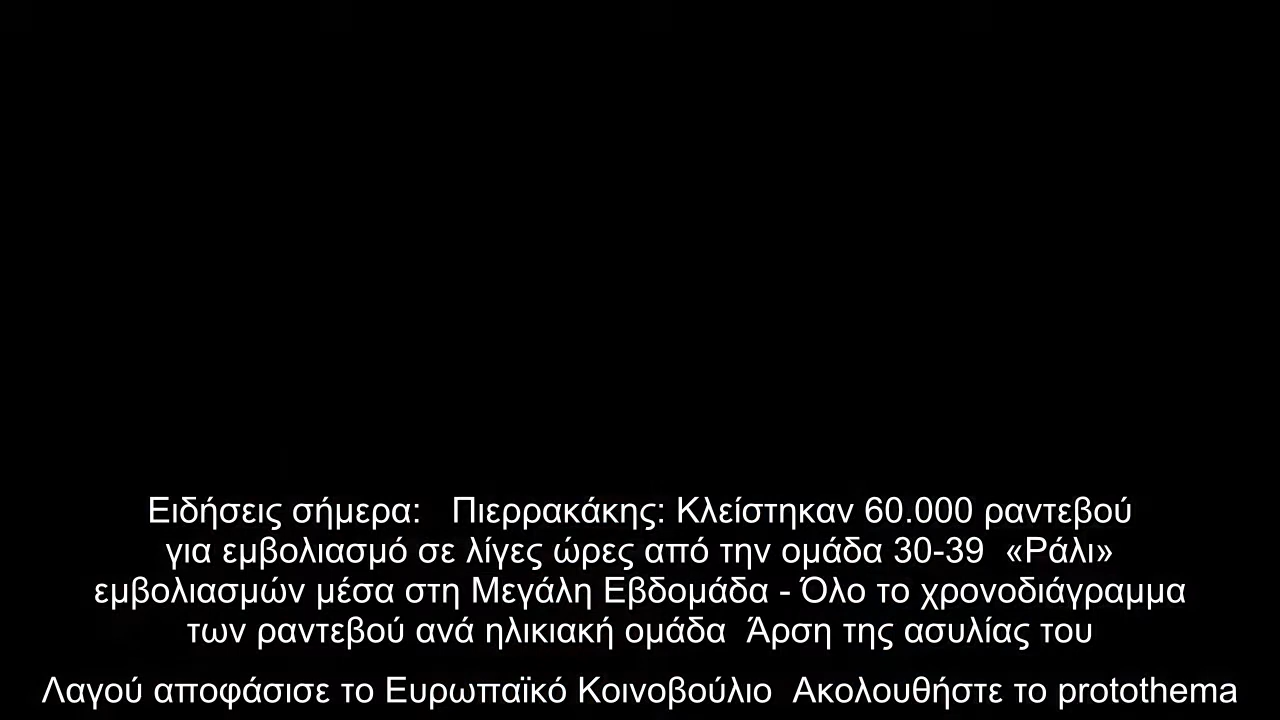 Ειδήσεις σήμερα:   Πιερρακάκης: Κλείστηκαν 60.000 ραντεβού
για εμβολιασμό σε λίγες ώρες από την ομάδα 30-39  «Ράλι»
εμβολιασμών μέσα στη Μεγάλη Εβδομάδα - Όλο το χρονοδιάγραμμα
των ραντεβού ανά ηλικιακή ομάδα  Άρση της ασυλίας του
Λαγού αποφάσισε το Ευρωπαϊκό Κοινοβούλιο  Ακολουθήστε το protothema